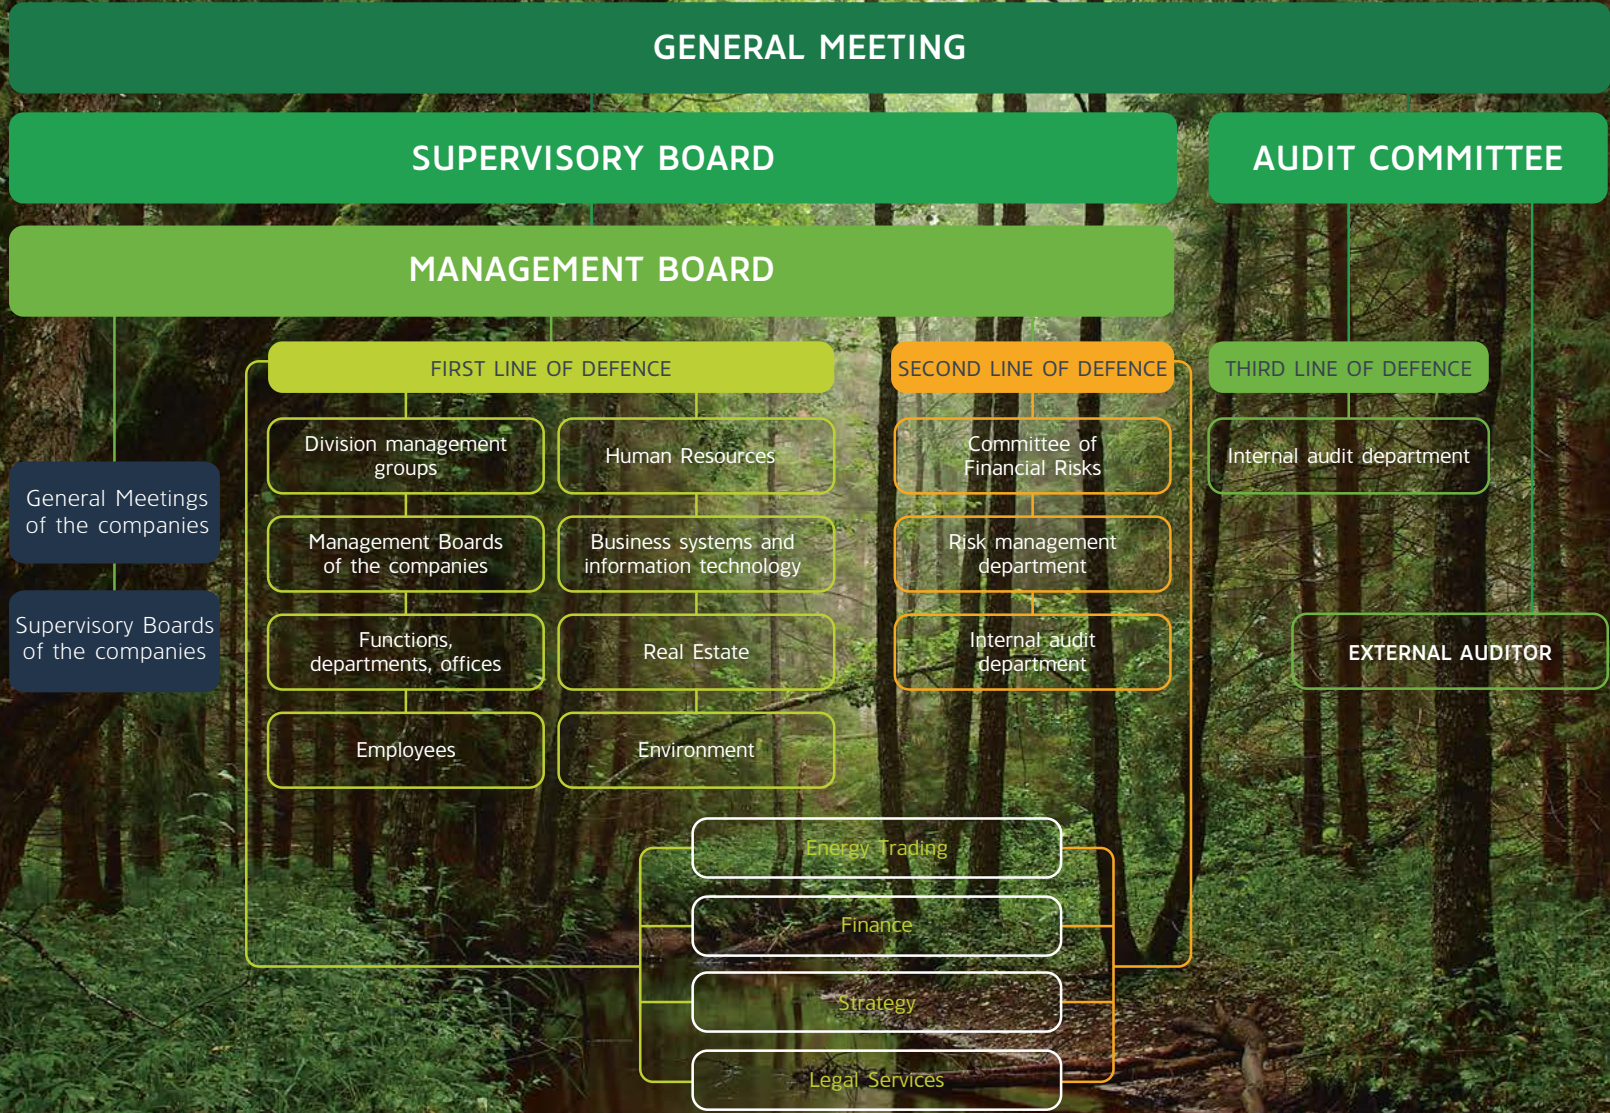 GENERAL MEETING
SUPERVISORY BOARD
AUDIT COMMITTEE
MANAGEMENT BOARD
FIRST LINE OF DEFENCE
SECOND LINE OF DEFENCE
THIRD LINE OF DEFENCE
General Meetings
of the companies
Supervisory Boards
of the companies
Division management
groups
Management Boards
of the companies
Functions,
departments, offices
Employees
Human Resources
Business systems and
information technology
Real Estate
Environment
Committee of
Financial Risks
Risk management
department
Internal audit
department
Internal audit department
EXTERNAL AUDITOR
Energy Trading
Finance
Strategy
Legal Services